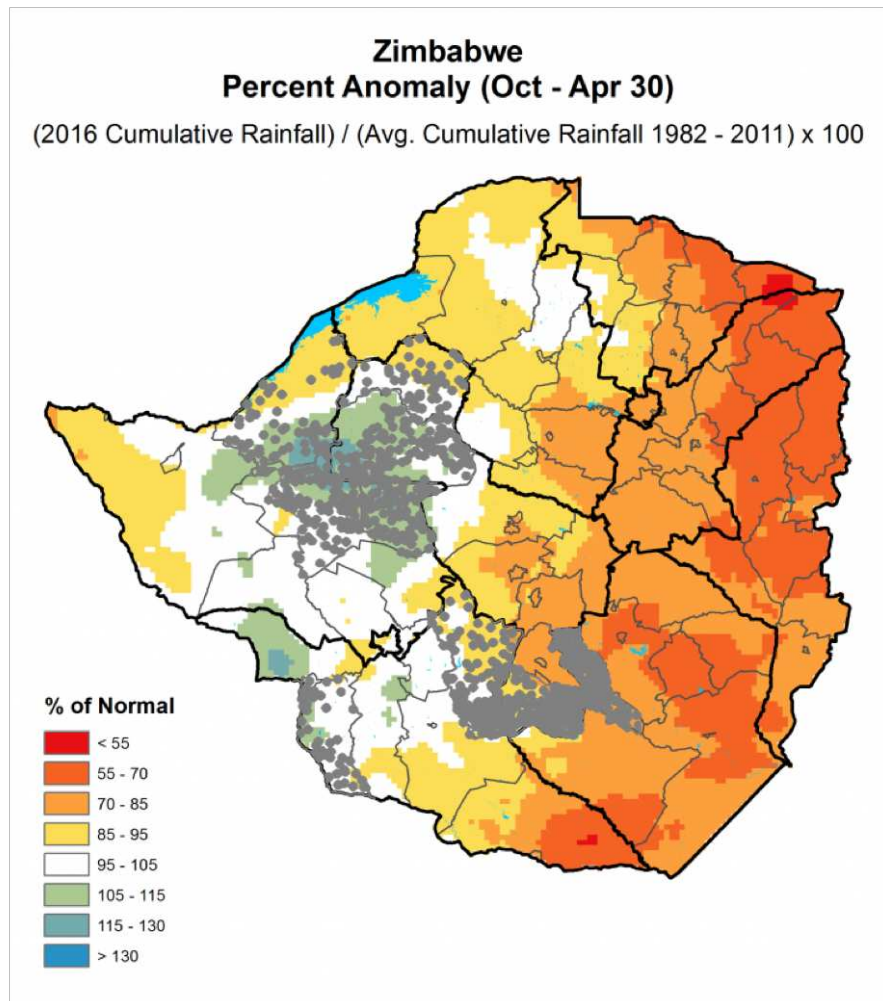 Zimbabwe
Percent Anomaly (Oct - Apr 30)
(2016 Cumulative Rainfall) / (Avg. Cumulative Rainfall 1982 - 2011) x 100
% of Normal
< 55
55 - 70
70 - 85
85 - 95
95 - 105
105 - 115
115 - 130
> 130